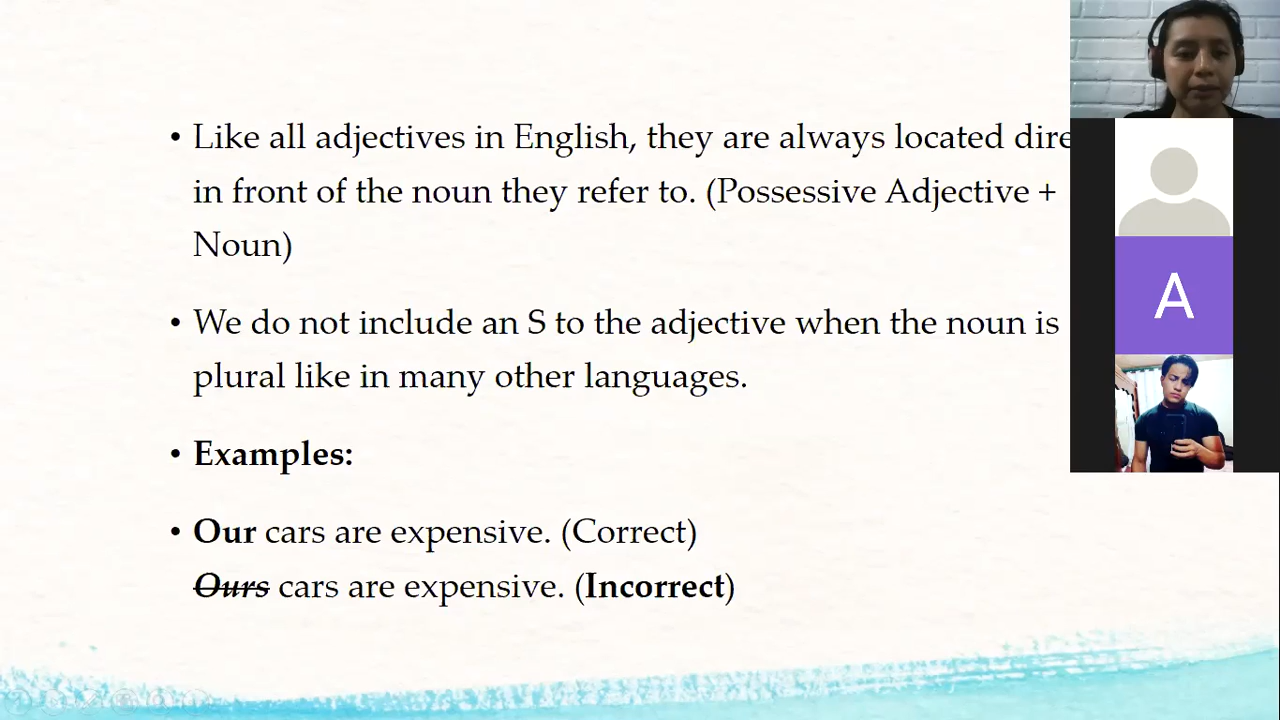 • Like all adjectives in English, they are always located dire
in front of the noun they refer to. (Possessive Adjective +
Noun)
• We do not include an S to the adjective when the noun is
plural like in many other languages.
• Examples:
• Our cars are expensive. (Correct)
Ours cars are expensive. (Incorrect)
A